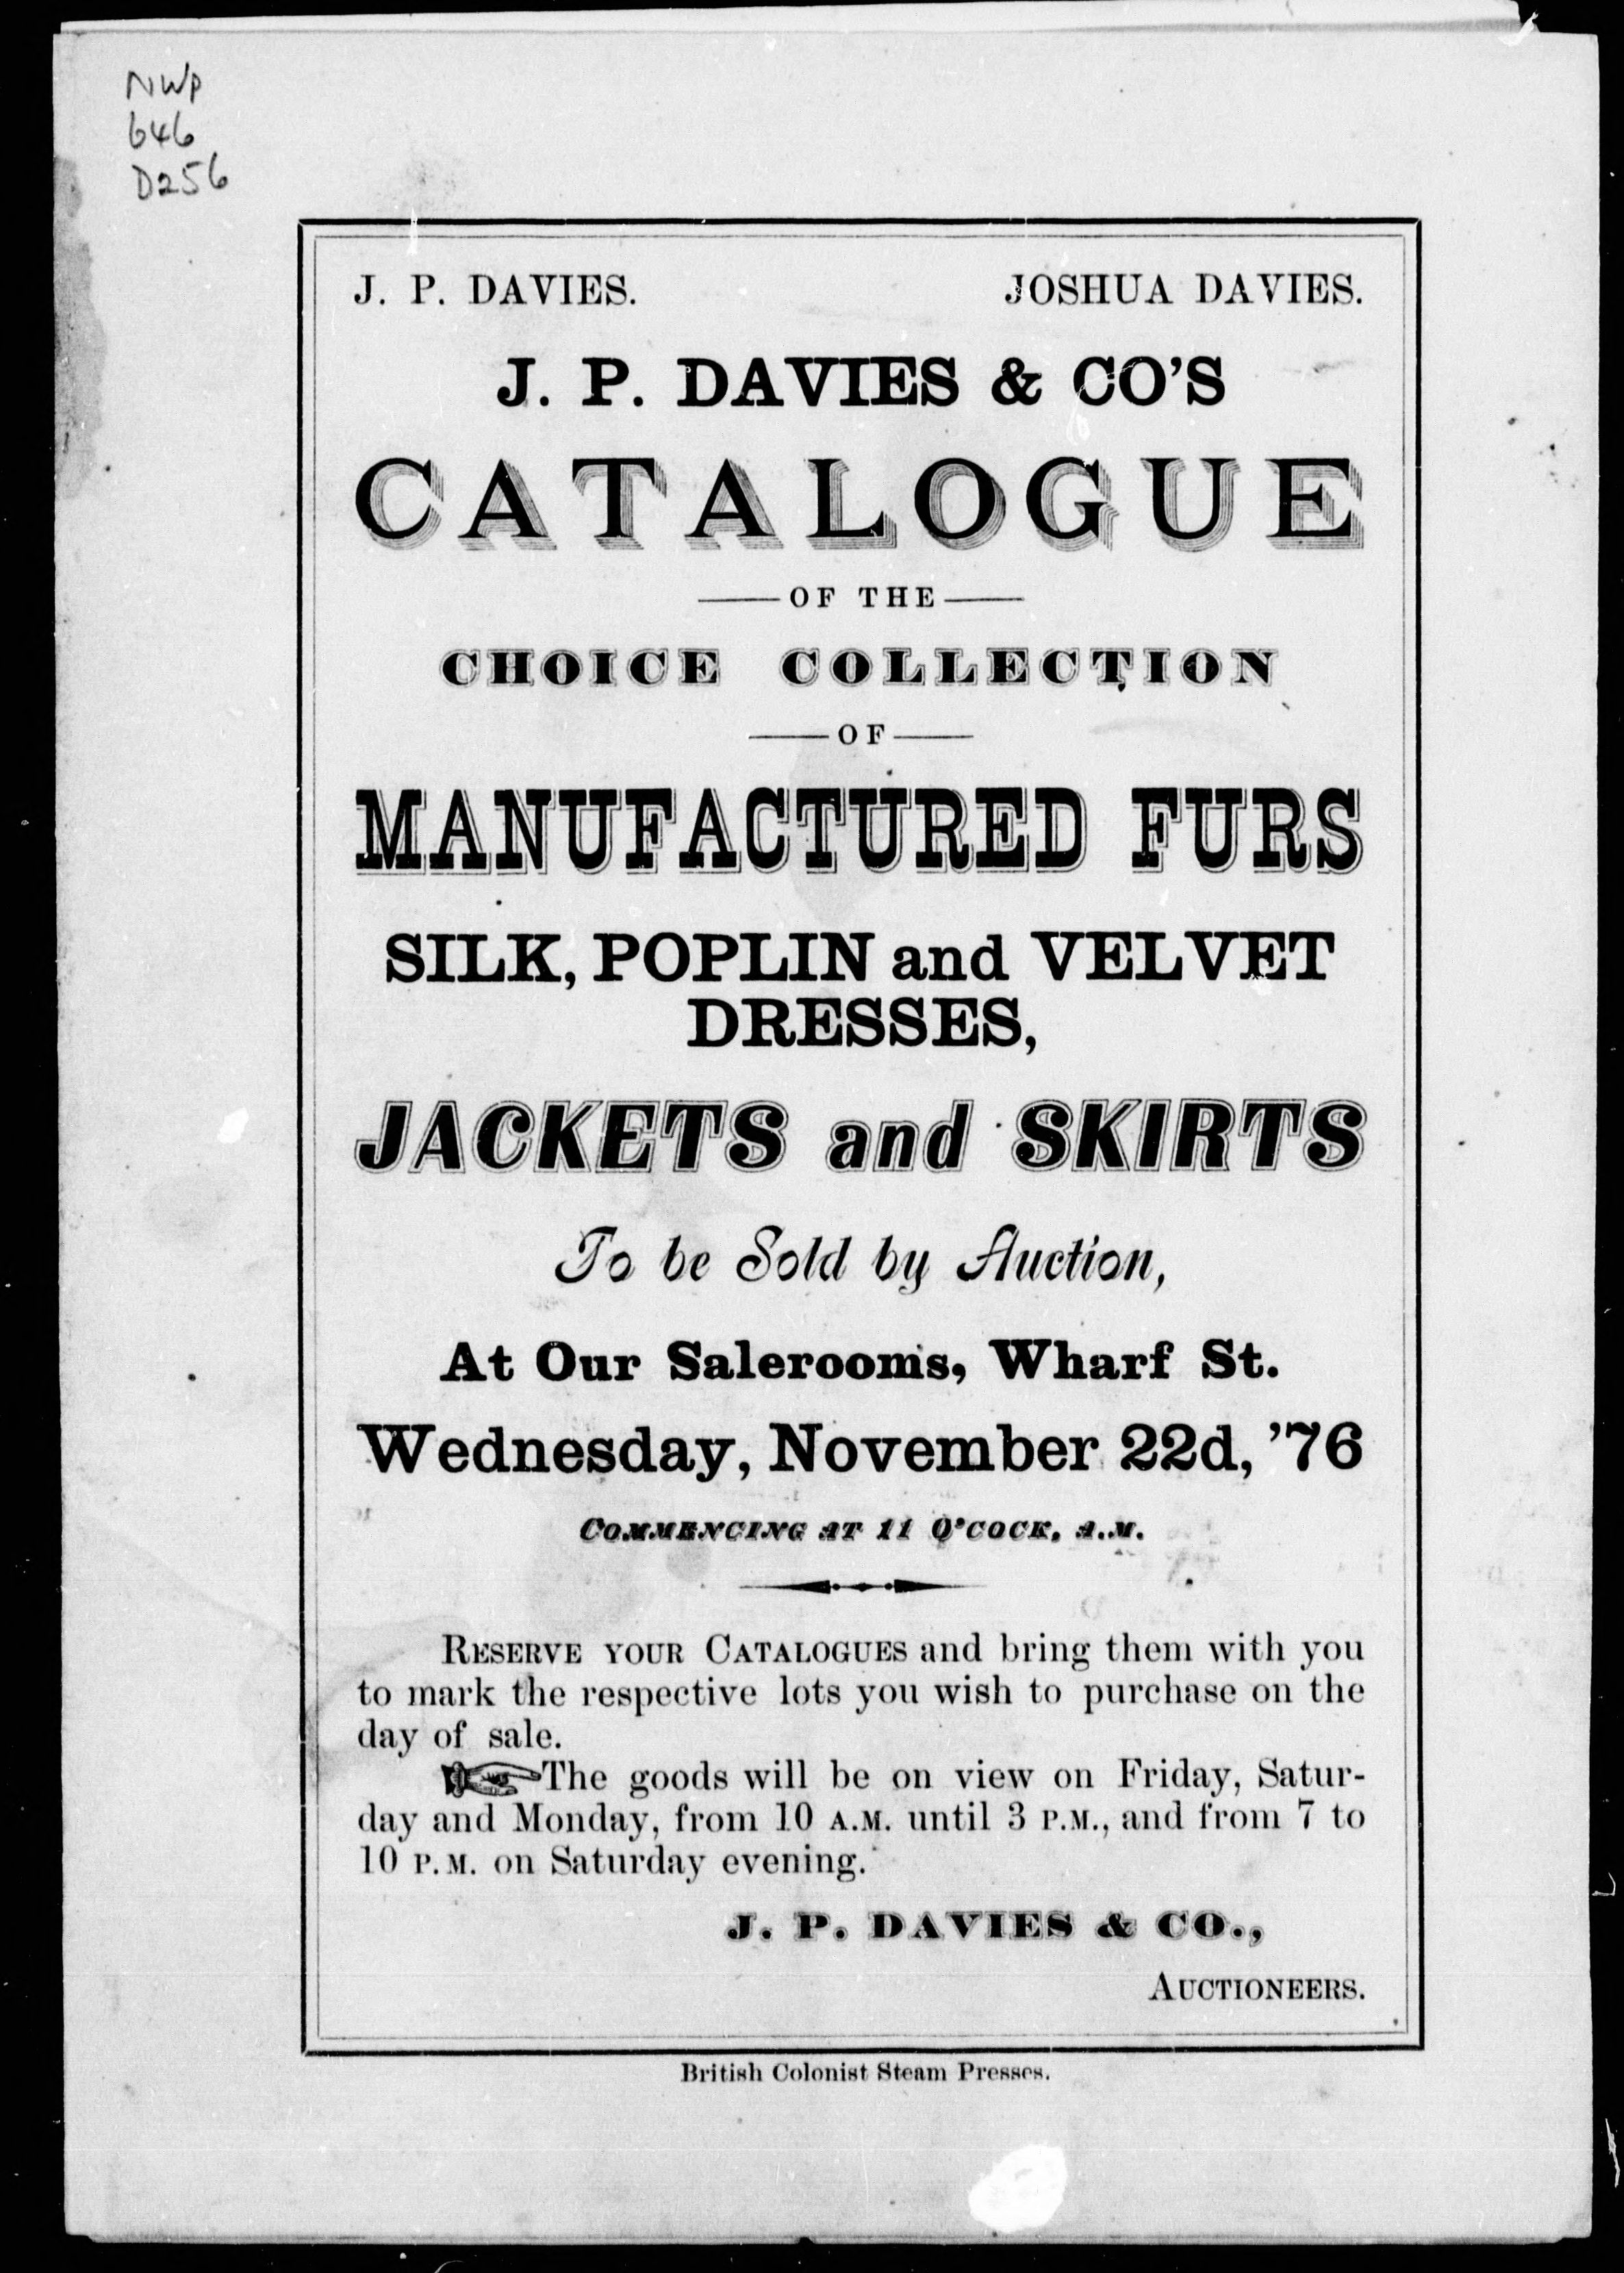 NWP
646
D256
J. P. DAVIES. JOSHUA DAVIES.
J. P. DAVIES & CO'S
CATALOGUE
OF THE
CHOICE COLLECTION
OF
MANUFACTURED FURS
SILK, POPLIN and VELVET
DRESSES,
JACKETS and SKIRTS
To be Sold by Auction,
At Our Salerooms, Wharf St.
Wednesday, November 22d, '76
COMMENCING AT 11 O'COCK, A.M.
RESERVE YOUR CATALOGUES and bring them with you
to mark the respective lots you wish to purchase on the
day of sale.
☞The goods will be on view on Friday, Satur-
day and Monday, from 10 A.M. until 3 P.M., and from 7 to
10 P.M. on Saturday evening.
J. P. DAVIES & CO.,
AUCTIONEERS.
British Colonist Steam Presses.